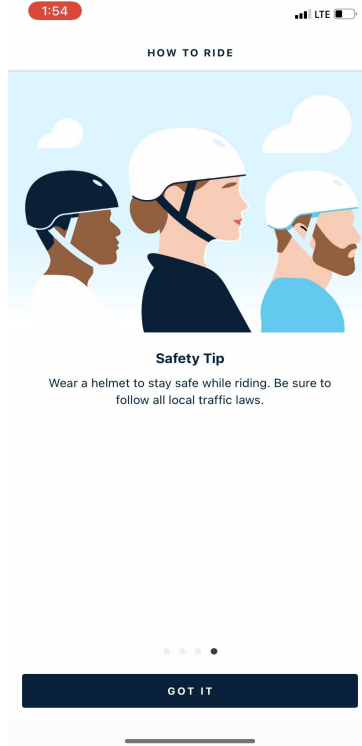 1:54 LTE
HOW TO RIDE
Safety Tip
Wear a helmet to stay safe while riding. Be sure to
follow all local traffic laws.
GOT IT